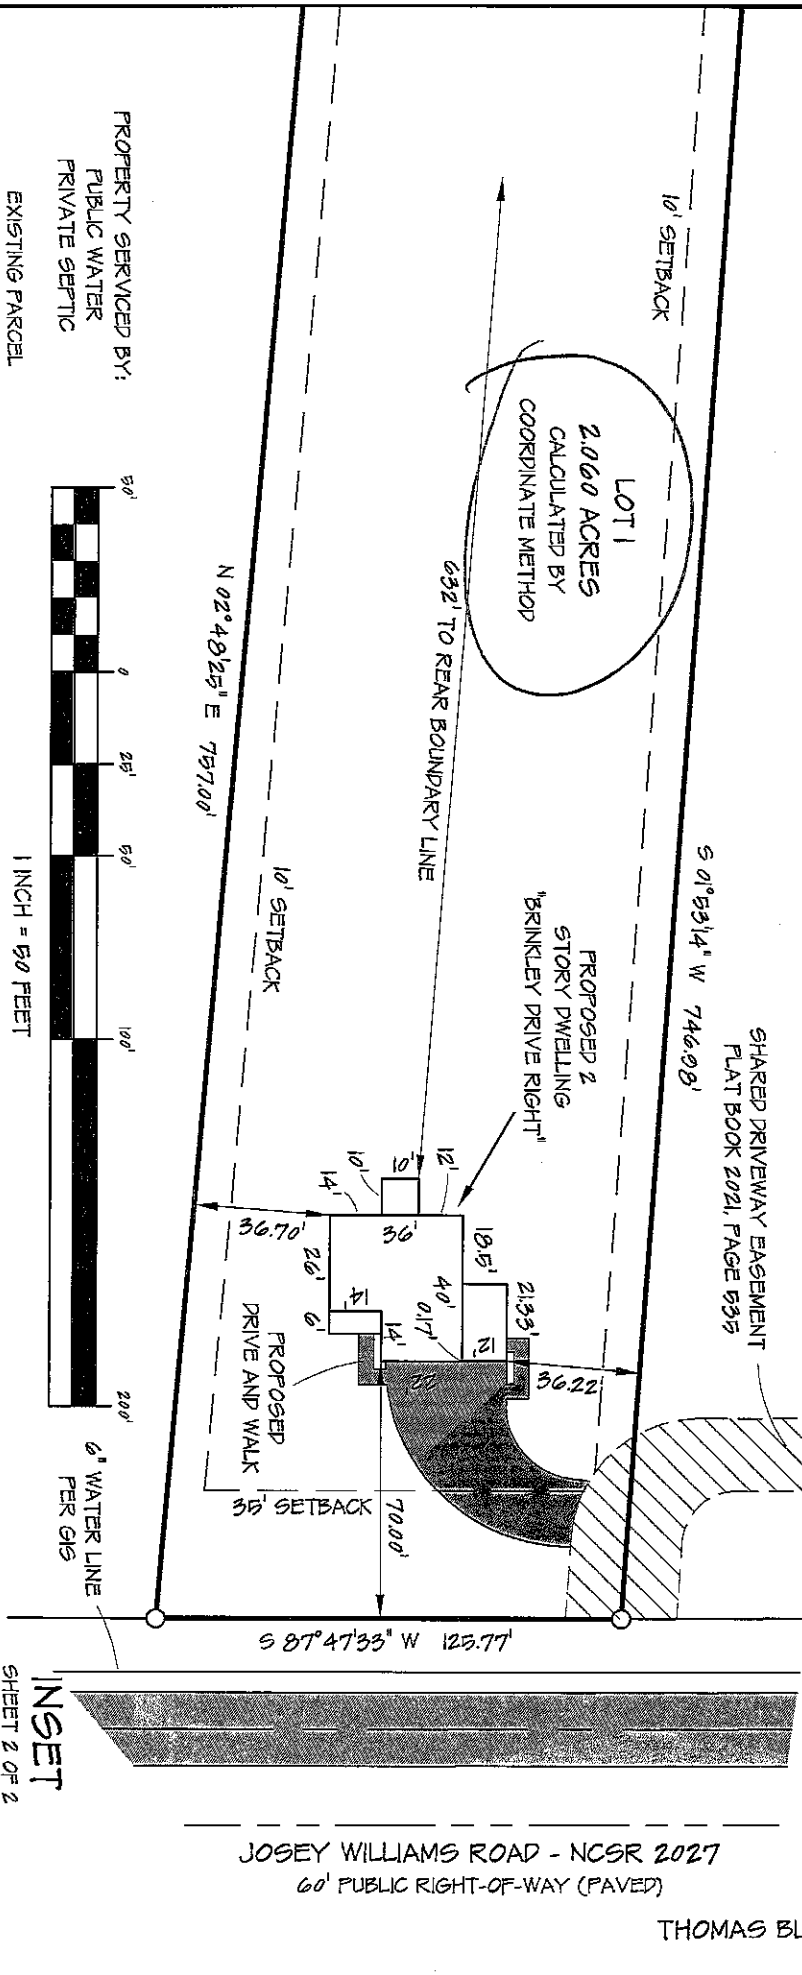 SHARED DRIVEWAY EASEMENT
PLAT BOOK 2021, PAGE 535
S 01°53'14" W 746.98'
10' SETBACK
LOT 1
2.060 ACRES
CALCULATED BY
COORDINATE METHOD
632' TO REAR BOUNDARY LINE
PROPOSED 2
STORY DWELLING
"BRINKLEY DRIVE RIGHT"
12'
10'
10'
14'
36'
36.70'
26'
18.5'
40'
21.33'
0.17'
12'
14'
14'
6'
22
36.22'
PROPOSED
DRIVE AND WALK
70.00'
35' SETBACK
10' SETBACK
N 02°48'25" E 757.00'
S 87°47'33" W 125.77'
PROPERTY SERVICED BY:
PUBLIC WATER
PRIVATE SEPTIC
EXISTING PARCEL
50'
0
25'
50'
100'
200'
1 INCH = 50 FEET
6" WATER LINE
PER GIS
INSET
SHEET 2 OF 2
JOSEY WILLIAMS ROAD - NCSR 2027
60' PUBLIC RIGHT-OF-WAY (PAVED)
THOMAS BL